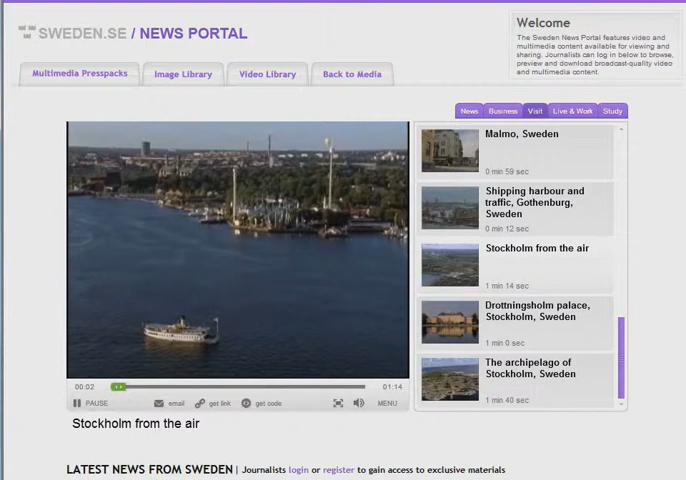 SWEDEN.SE / NEWS PORTAL
Welcome
The Sweden News Portal features video and
multimedia content available for viewing and
sharing. Journalists can log in below to browse,
preview and download broadcast-quality video
and multimedia content.
Multimedia Presspacks
Image Library
Video Library
Back to Media
News
Business
Visit
Live & Work
Study
Malmo, Sweden
0 min 59 sec
Shipping harbour and
traffic, Gothenburg,
Sweden
0 min 12 sec
Stockholm from the air
1 min 14 sec
Drottningsholm palace,
Stockholm, Sweden
1 min 0 sec
The archipelago of
Stockholm, Sweden
1 min 40 sec
00:02
01:14
PAUSE
email
get link
get code
MENU
Stockholm from the air
LATEST NEWS FROM SWEDEN | Journalists login or register to gain access to exclusive materials